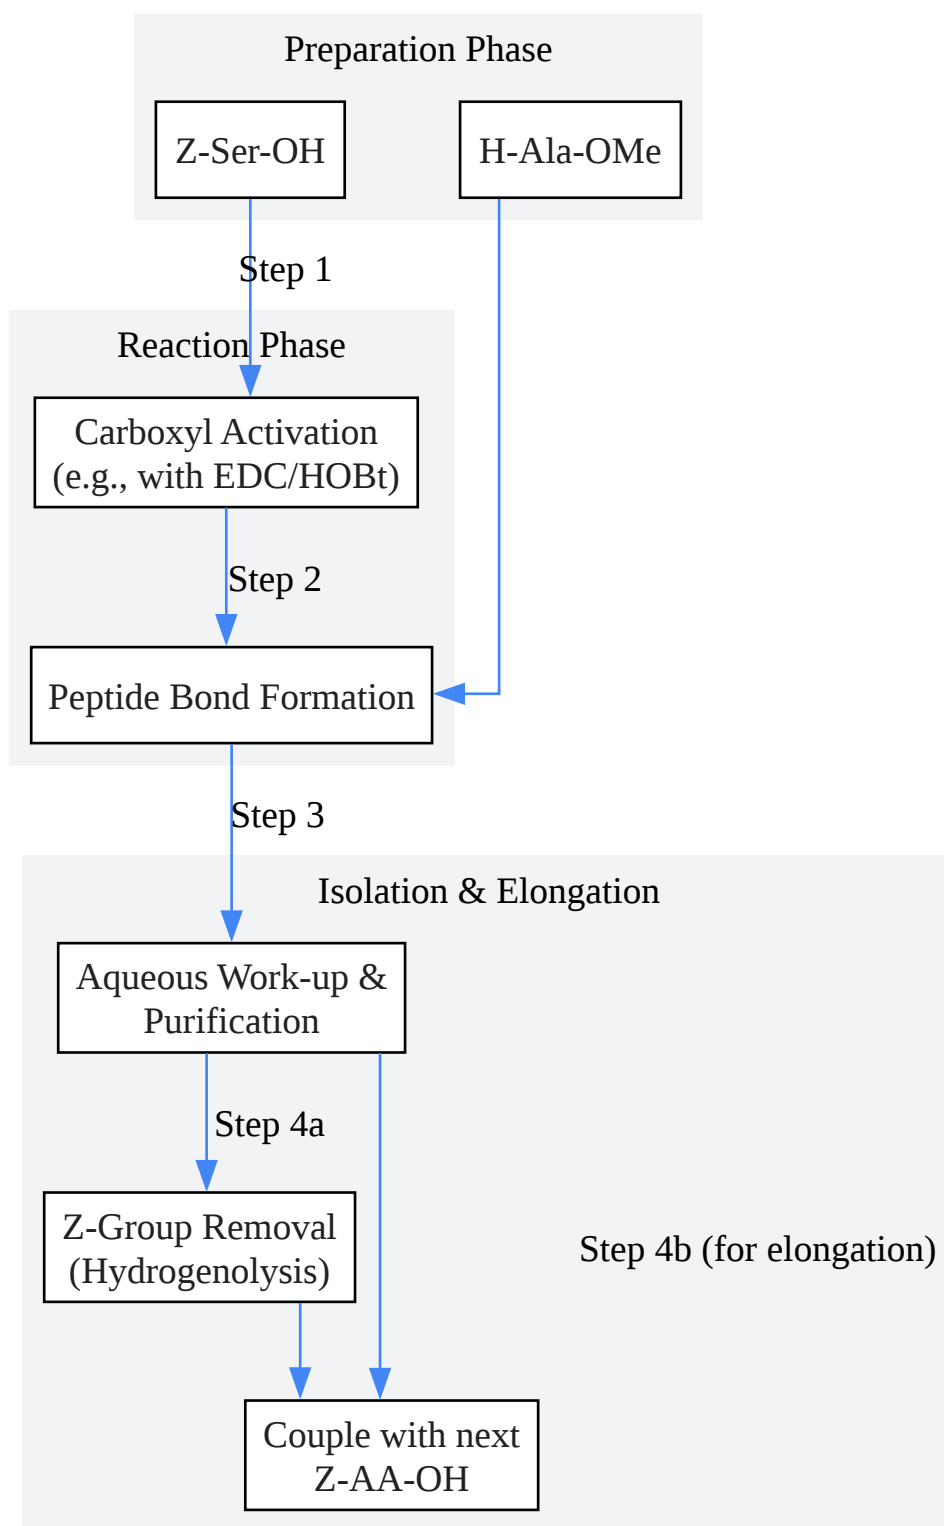 Preparation Phase
Z-Ser-OH
H-Ala-OMe
Step 1
Reaction Phase
Carboxyl Activation
(e.g., with EDC/HOBt)
Step 2
Peptide Bond Formation
Step 3
Isolation & Elongation
Aqueous Work-up &
Purification
Step 4a
Z-Group Removal
(Hydrogenolysis)
Step 4b (for elongation)
Couple with next
Z-AA-OH